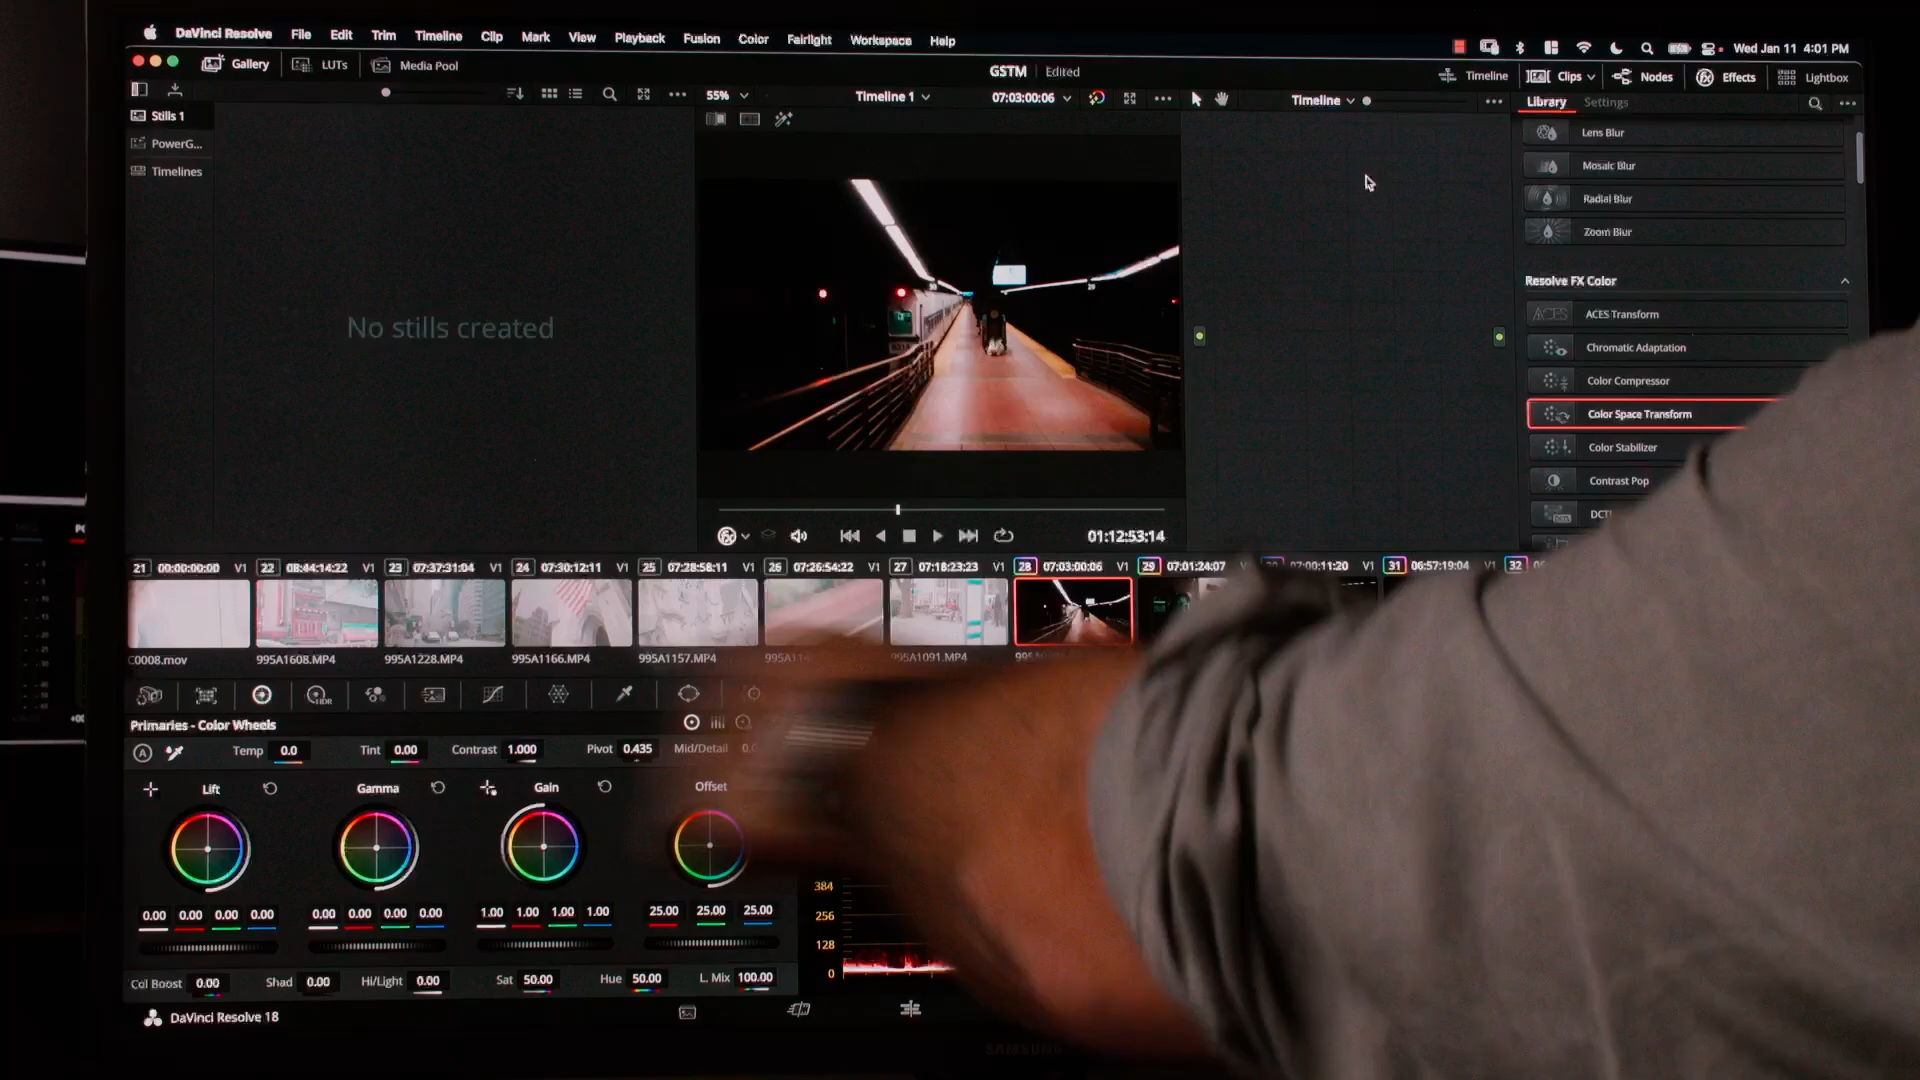 DaVinci Resolve File Edit Trim Timeline Clip Mark View Playback Fusion Color Fairlight Workspace Help
Wed Jan 11 4:01 PM
Gallery LUTs Media Pool
GSTM Edited
Timeline Clips Nodes Effects Lightbox
55% Timeline 1 07:03:00:06
Timeline
Library Settings
Stills 1
PowerG...
Timelines
No stills created
Lens Blur
Mosaic Blur
Radial Blur
Zoom Blur
Resolve FX Color
ACES Transform
Chromatic Adaptation
Color Compressor
Color Space Transform
Color Stabilizer
Contrast Pop
01:12:53:14
21 00:00:00:00 V1 22 08:44:14:22 V1 23 07:37:31:04 V1 24 07:30:12:11 V1 25 07:28:58:11 V1 26 07:26:54:22 V1 27 07:18:23:23 V1 28 07:03:00:06 V1 29 07:01:24:07 07:00:11:20 V1 31 06:57:19:04 V1 32
C0008.mov 995A1608.MP4 995A1228.MP4 995A1166.MP4 995A1157.MP4 995A1091.MP4
Primaries - Color Wheels
Temp 0.0 Tint 0.00 Contrast 1.000 Pivot 0.435 Mid/Detail
Lift Gamma Gain Offset
0.00 0.00 0.00 0.00 0.00 0.00 0.00 0.00 1.00 1.00 1.00 1.00 25.00 25.00 25.00
Col Boost 0.00 Shad 0.00 Hi/Light 0.00 Sat 50.00 Hue 50.00 L. Mix 100.00
384
256
128
0
DaVinci Resolve 18
SAMSUNG